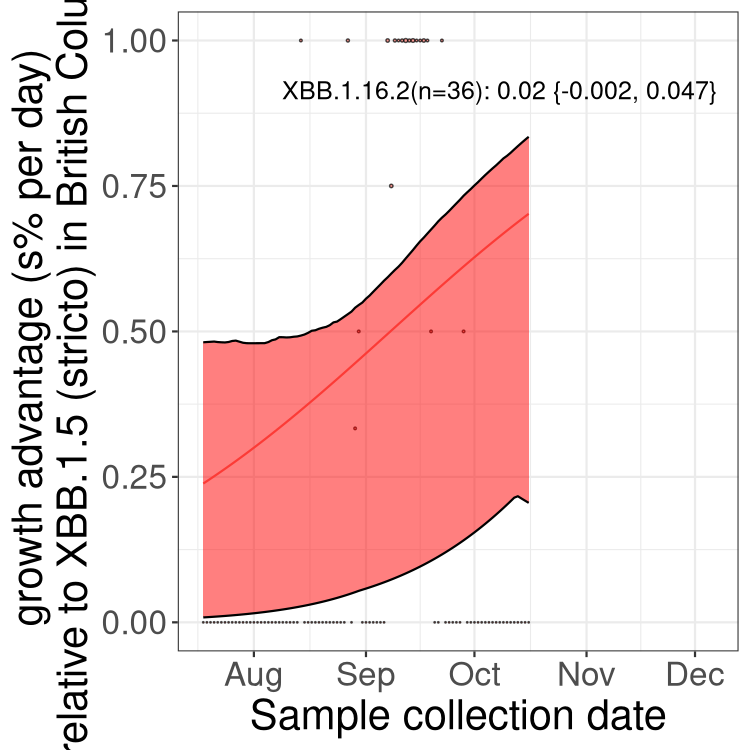 growth advantage (s% per day)
relative to XBB.1.5 (stricto) in British Colu
1.00
0.75
0.50
0.25
0.00
XBB.1.16.2(n=36): 0.02 {-0.002, 0.047}
Aug Sep Oct Nov Dec
Sample collection date